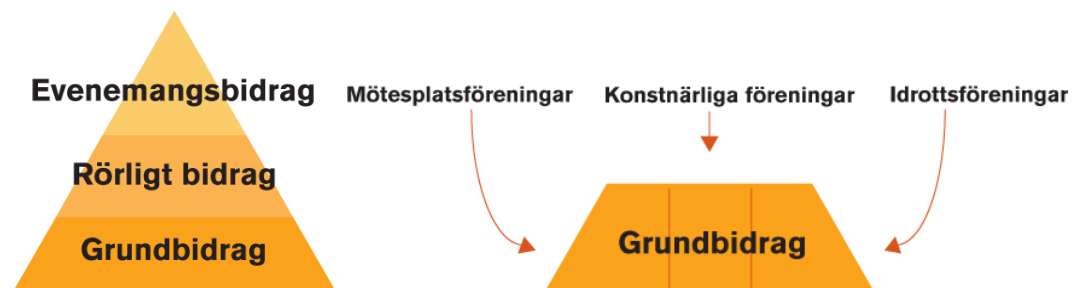 Evenemangsbidrag
Rörligt bidrag
Grundbidrag
Mötesplatsföreningar
Konstnärliga föreningar
Idrottsföreningar
Grundbidrag